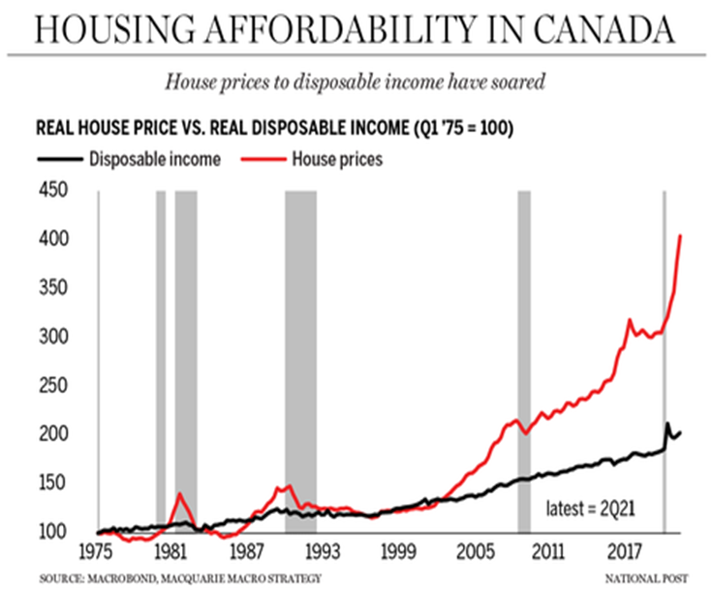 HOUSING AFFORDABILITY IN CANADA
House prices to disposable income have soared
REAL HOUSE PRICE VS. REAL DISPOSABLE INCOME (Q1 '75 = 100)
Disposable income House prices
450
400
350
300
250
200
150
100
latest = 2Q21
1975 1981 1987 1993 1999 2005 2011 2017
SOURCE: MACROBOND, MACQUARIE MACRO STRATEGY NATIONAL POST